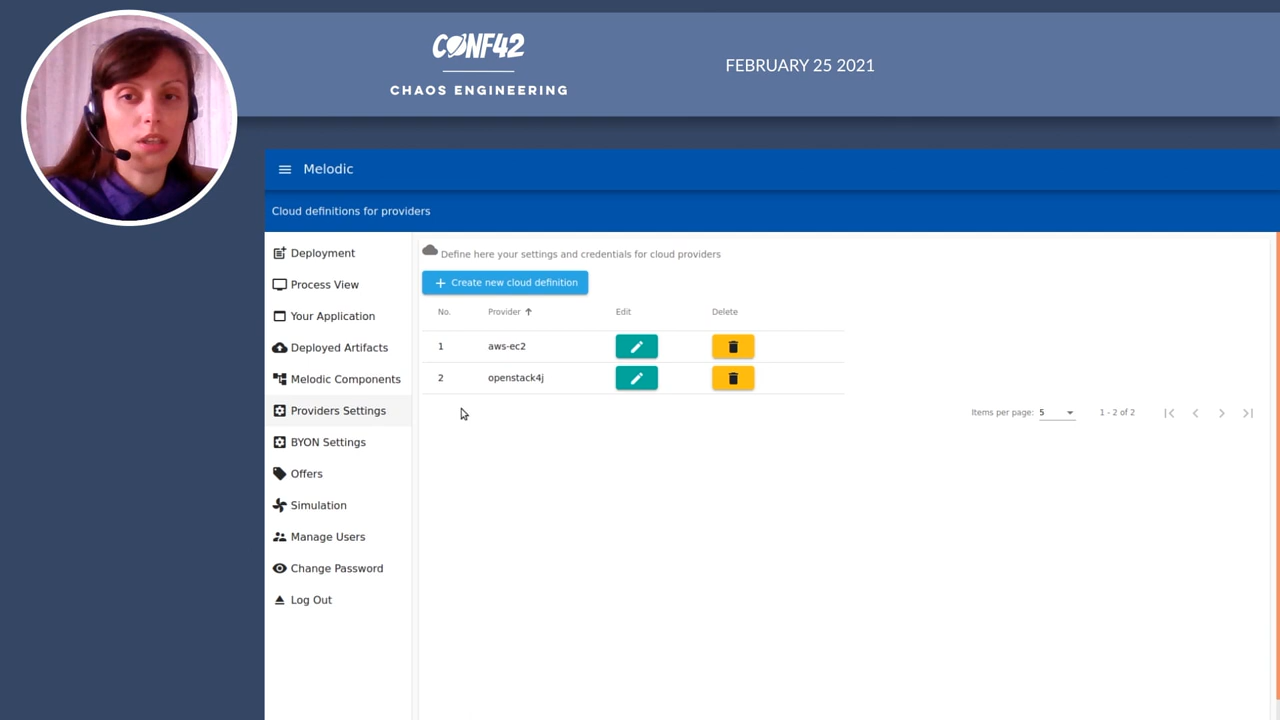 CONF42
CHAOS ENGINEERING
FEBRUARY 25 2021
Melodic
Cloud definitions for providers
Deployment
Process View
Your Application
Deployed Artifacts
Melodic Components
Providers Settings
BYON Settings
Offers
Simulation
Manage Users
Change Password
Log Out
Define here your settings and credentials for cloud providers
Create new cloud definition
No. Provider Edit Delete
1 aws-ec2
2 openstack4j
Items per page: 5 1 - 2 of 2